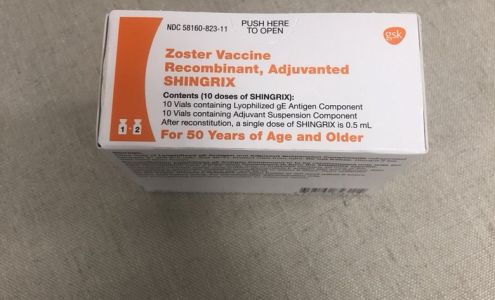 NDC 58160-823-11
PUSH HERE
TO OPEN
gsk
Zoster Vaccine
Recombinant, Adjuvanted
SHINGRIX
Contents (10 doses of SHINGRIX):
10 Vials containing Lyophilized gE Antigen Component
10 Vials containing Adjuvant Suspension Component
After reconstitution, a single dose of SHINGRIX is 0.5 mL
1 2
For 50 Years of Age and Older